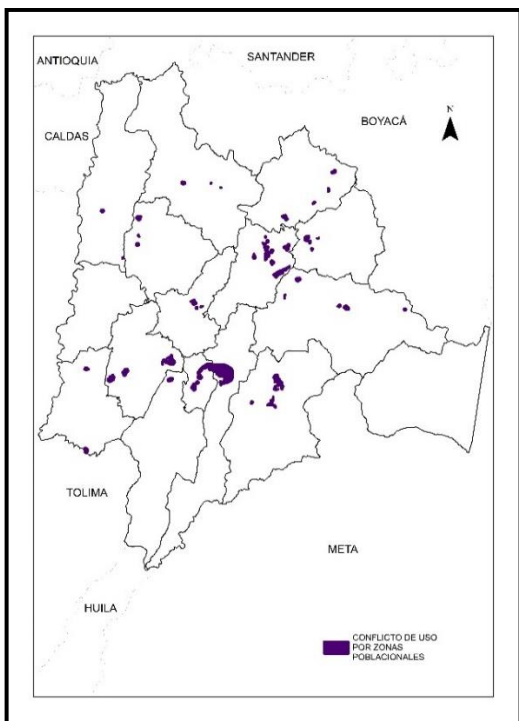 SANTANDER
ANTIOQUIA
BOYACÁ
N
CALDAS
TOLIMA
META
HUILA
CONFLICTO DE USO
POR ZONAS
POBLACIONALES